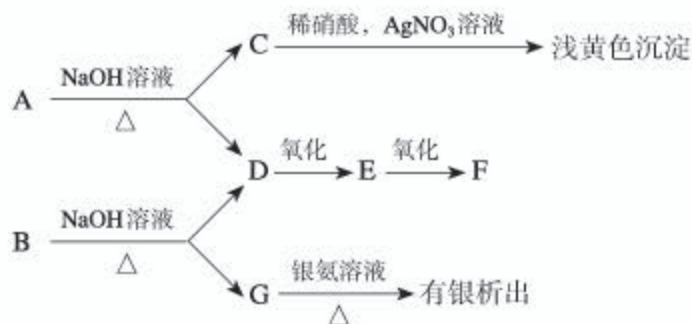 A NaOH溶液 △
C 稀硝酸，AgNO₃溶液 浅黄色沉淀
D 氧化 E 氧化 F
B NaOH溶液 △
G 银氨溶液 △ 有银析出